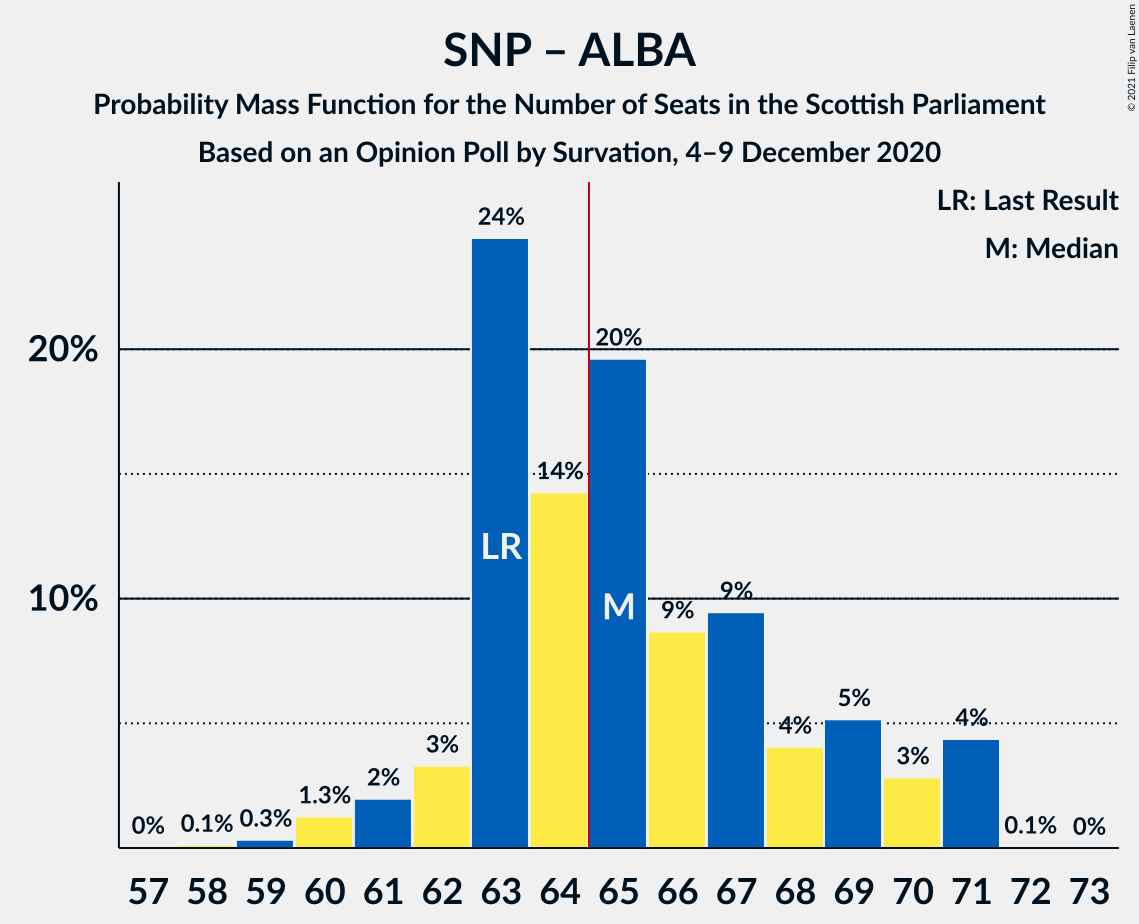 SNP – ALBA
Probability Mass Function for the Number of Seats in the Scottish Parliament
Based on an Opinion Poll by Survation, 4–9 December 2020
© 2021 Filip van Laenen
LR: Last Result
M: Median
20%
10%
0%
0.1%
0.3%
1.3%
2%
3%
24%
14%
20%
9%
9%
4%
5%
3%
4%
0.1%
0%
LR
M
57 58 59 60 61 62 63 64 65 66 67 68 69 70 71 72 73